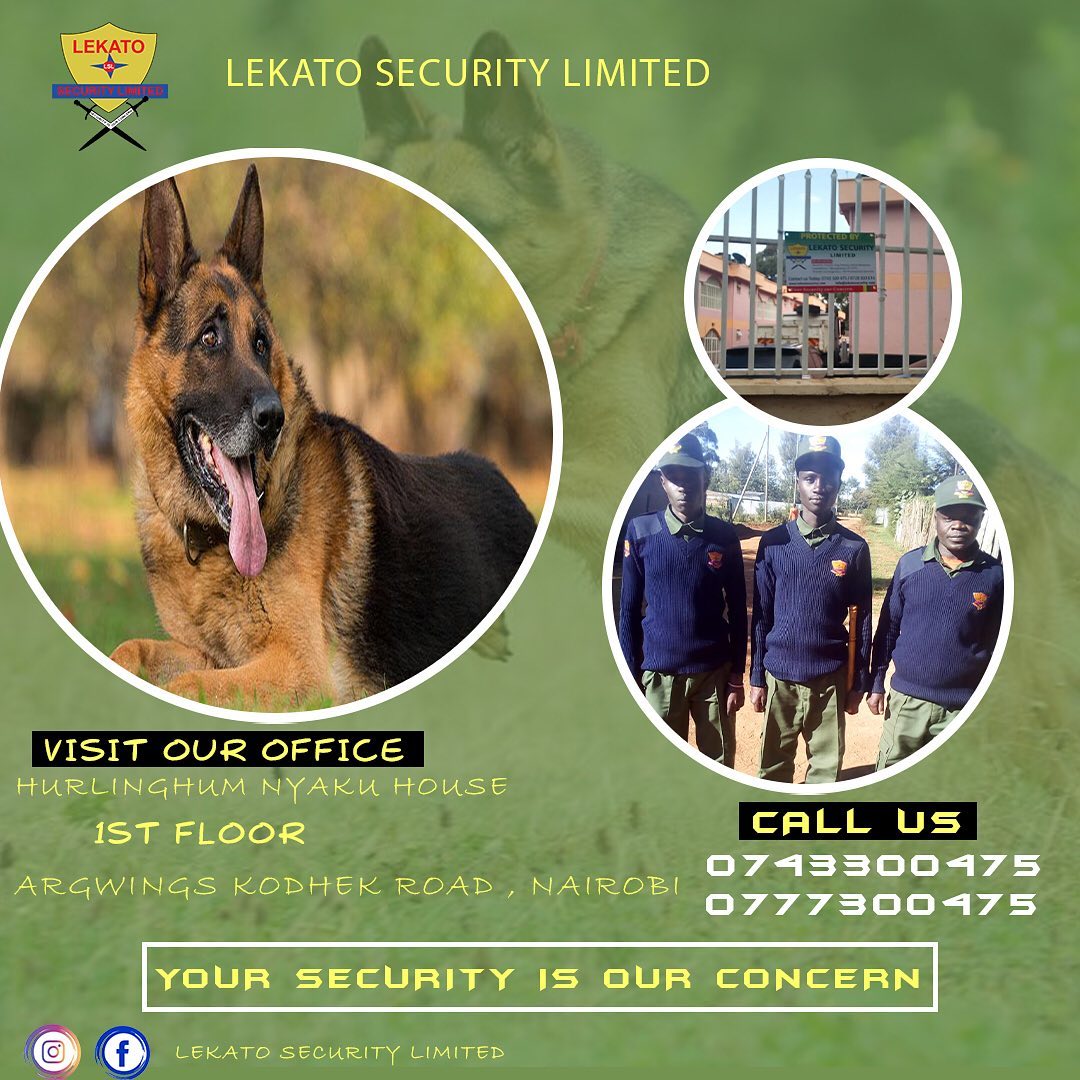 LEKATO
LSL
SECURITY LIMITED
LEKATO SECURITY LIMITED
PROTECTED BY
LEKATO SECURITY
LIMITED
VISIT OUR OFFICE
HURLINGHUM NYAKU HOUSE
1ST FLOOR
ARGWINGS KODHEK ROAD , NAIROBI
CALL US
0743300475
0777300475
YOUR SECURITY IS OUR CONCERN
LEKATO SECURITY LIMITED